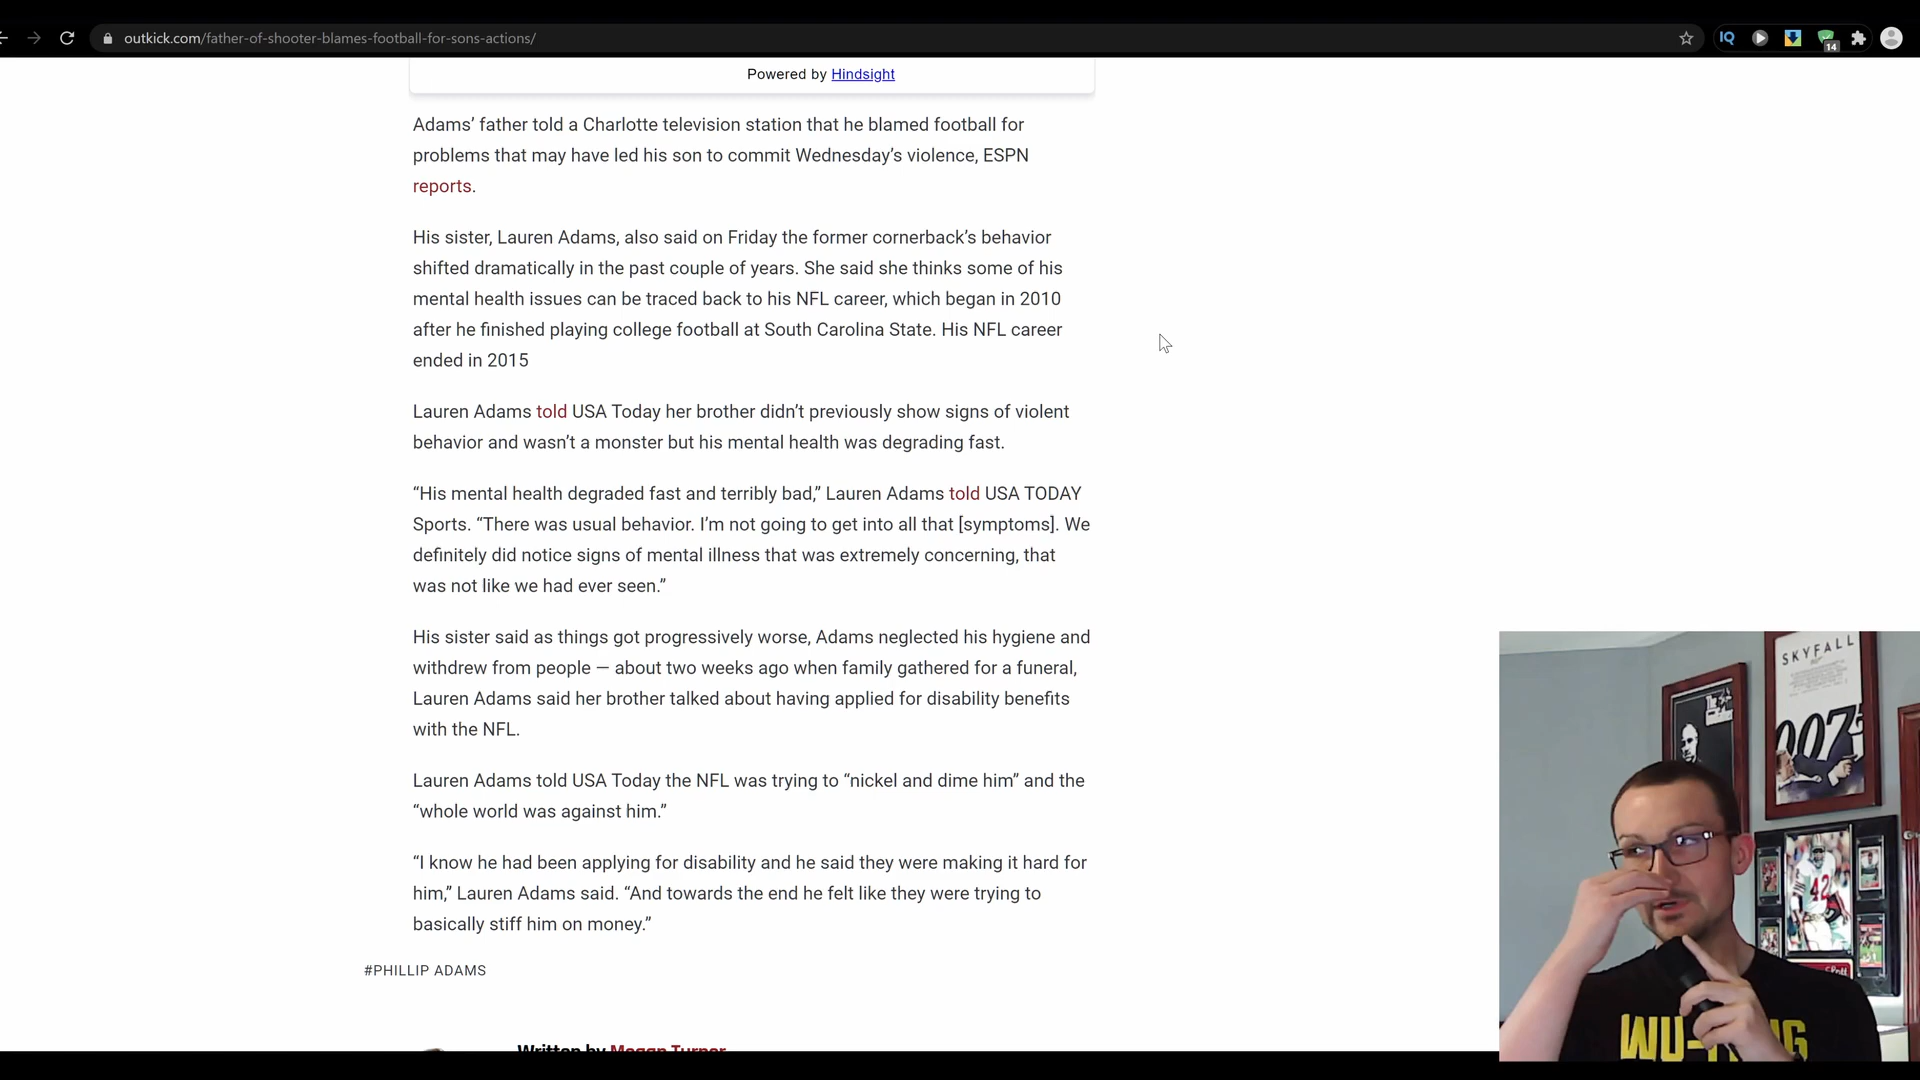 outkick.com/father-of-shooter-blames-football-for-sons-actions/
IQ
14
Powered by Hindsight
Adams’ father told a Charlotte television station that he blamed football for
problems that may have led his son to commit Wednesday’s violence, ESPN
reports.
His sister, Lauren Adams, also said on Friday the former cornerback’s behavior
shifted dramatically in the past couple of years. She said she thinks some of his
mental health issues can be traced back to his NFL career, which began in 2010
after he finished playing college football at South Carolina State. His NFL career
ended in 2015
Lauren Adams told USA Today her brother didn’t previously show signs of violent
behavior and wasn’t a monster but his mental health was degrading fast.
“His mental health degraded fast and terribly bad,” Lauren Adams told USA TODAY
Sports. “There was usual behavior. I’m not going to get into all that [symptoms]. We
definitely did notice signs of mental illness that was extremely concerning, that
was not like we had ever seen.”
His sister said as things got progressively worse, Adams neglected his hygiene and
withdrew from people — about two weeks ago when family gathered for a funeral,
Lauren Adams said her brother talked about having applied for disability benefits
with the NFL.
Lauren Adams told USA Today the NFL was trying to “nickel and dime him” and the
“whole world was against him.”
“I know he had been applying for disability and he said they were making it hard for
him,” Lauren Adams said. “And towards the end he felt like they were trying to
basically stiff him on money.”
#PHILLIP ADAMS
Written by Megan Turner
SKYFALL
007
42